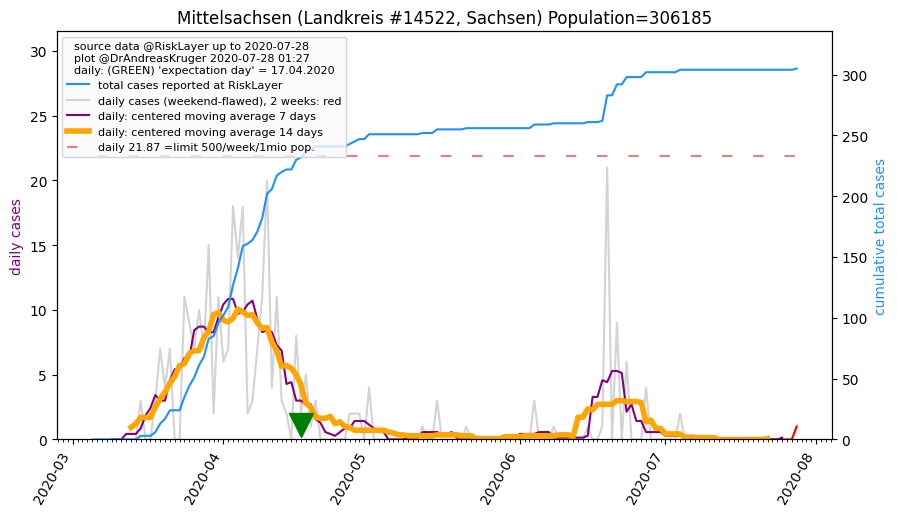 Mittelsachsen (Landkreis #14522, Sachsen) Population=306185
source data @RiskLayer up to 2020-07-28
plot @DrAndreasKruger 2020-07-28 01:27
daily: (GREEN) 'expectation day' = 17.04.2020
total cases reported at RiskLayer
daily cases (weekend-flawed), 2 weeks: red
daily: centered moving average 7 days
daily: centered moving average 14 days
daily 21.87 =limit 500/week/1mio pop.
daily cases
30
25
20
15
10
5
0
cumulative total cases
300
250
200
150
100
50
0
2020-03
2020-04
2020-05
2020-06
2020-07
2020-08